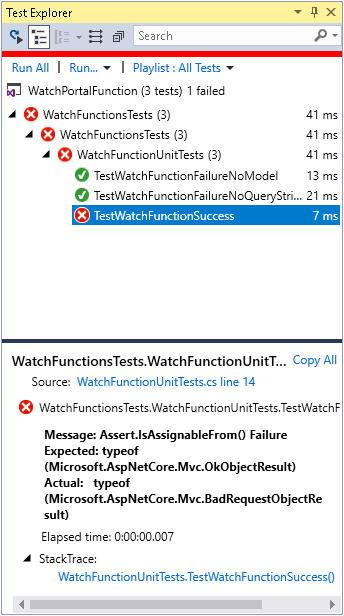 Test Explorer
Search
Run All | Run... | Playlist : All Tests
WatchPortalFunction (3 tests) 1 failed
WatchFunctionsTests (3) 41 ms
WatchFunctionsTests (3) 41 ms
WatchFunctionUnitTests (3) 41 ms
TestWatchFunctionFailureNoModel 13 ms
TestWatchFunctionFailureNoQueryStri... 21 ms
TestWatchFunctionSuccess 7 ms
WatchFunctionsTests.WatchFunctionUnitT... Copy All
Source: WatchFunctionUnitTests.cs line 14
WatchFunctionsTests.WatchFunctionUnitTests.TestWatchF
Message: Assert.IsAssignableFrom() Failure
Expected: typeof
(Microsoft.AspNetCore.Mvc.OkObjectResult)
Actual: typeof
(Microsoft.AspNetCore.Mvc.BadRequestObjectRe
sult)
Elapsed time: 0:00:00.007
StackTrace:
WatchFunctionUnitTests.TestWatchFunctionSuccess()